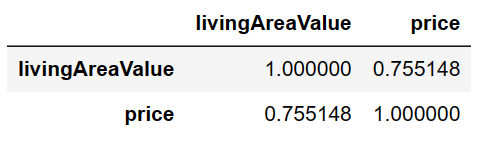 livingAreaValue price
livingAreaValue 1.000000 0.755148
price 0.755148 1.000000